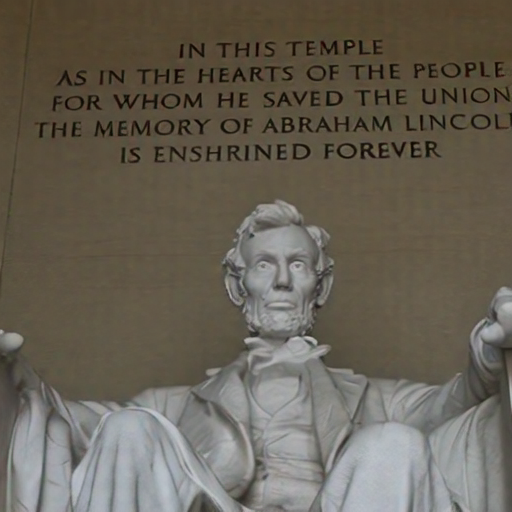 IN THIS TEMPLE
AS IN THE HEARTS OF THE PEOPLE
FOR WHOM HE SAVED THE UNION
THE MEMORY OF ABRAHAM LINCOL
IS ENSHRINED FOREVER